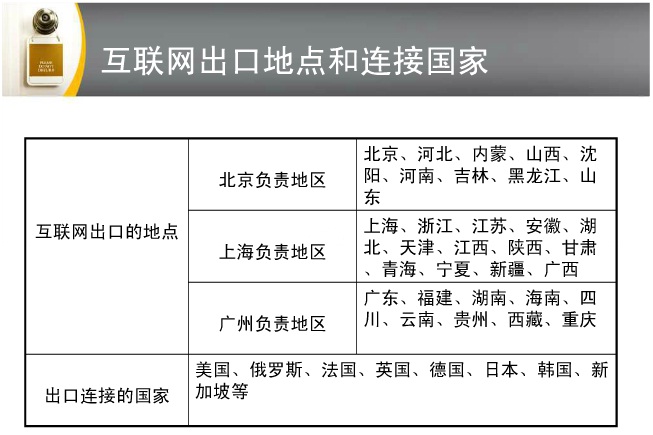 互联网出口地点和连接国家
互联网出口的地点
北京负责地区
北京、河北、内蒙、山西、沈
阳、河南、吉林、黑龙江、山
东
上海负责地区
上海、浙江、江苏、安徽、湖
北、天津、江西、陕西、甘肃
、青海、宁夏、新疆、广西
广州负责地区
广东、福建、湖南、海南、四
川、云南、贵州、西藏、重庆
出口连接的国家
美国、俄罗斯、法国、英国、德国、日本、韩国、新
加坡等